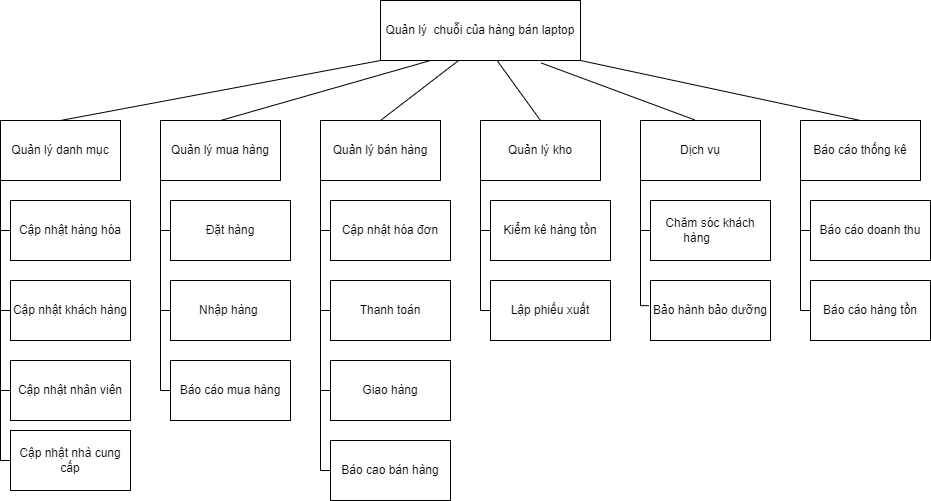 Quản lý chuỗi của hàng bán laptop
Quản lý danh mục
Quản lý mua hàng
Quản lý bán hàng
Quản lý kho
Dịch vụ
Báo cáo thống kê
Cập nhật hàng hóa
Đặt hàng
Cập nhật hóa đơn
Kiểm kê hàng tồn
Chăm sóc khách
hàng
Báo cáo doanh thu
Cập nhật khách hàng
Nhập hàng
Thanh toán
Lập phiếu xuất
Bảo hành bảo dưỡng
Báo cáo hàng tồn
Cập nhật nhân viên
Báo cáo mua hàng
Giao hàng
Cập nhật nhà cung
cấp
Báo cao bán hàng